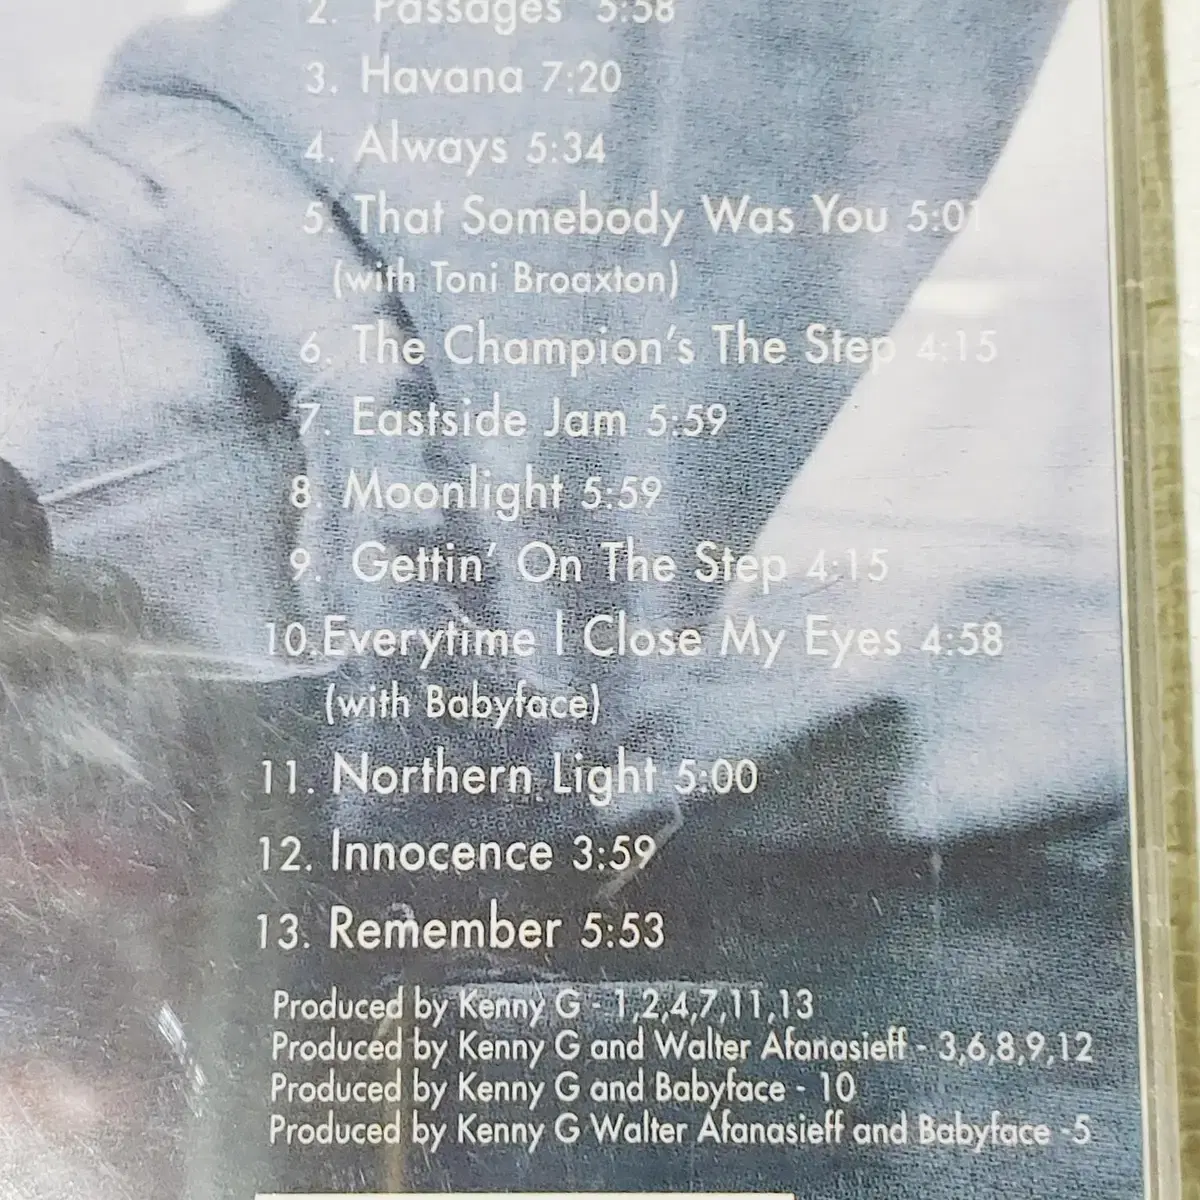 2. Passages 5:58
3. Havana 7:20
4. Always 5:34
5. That Somebody Was You 5:01
(with Toni Broaxton)
6. The Champion's The Step 4:15
7. Eastside Jam 5:59
8. Moonlight 5:59
9. Gettin' On The Step 4:15
10.Everytime I Close My Eyes 4:58
(with Babyface)
11. Northern Light 5:00
12. Innocence 3:59
13. Remember 5:53
Produced by Kenny G - 1,2,4,7,11,13
Produced by Kenny G and Walter Afanasieff - 3,6,8,9,12
Produced by Kenny G and Babyface - 10
Produced by Kenny G Walter Afanasieff and Babyface -5